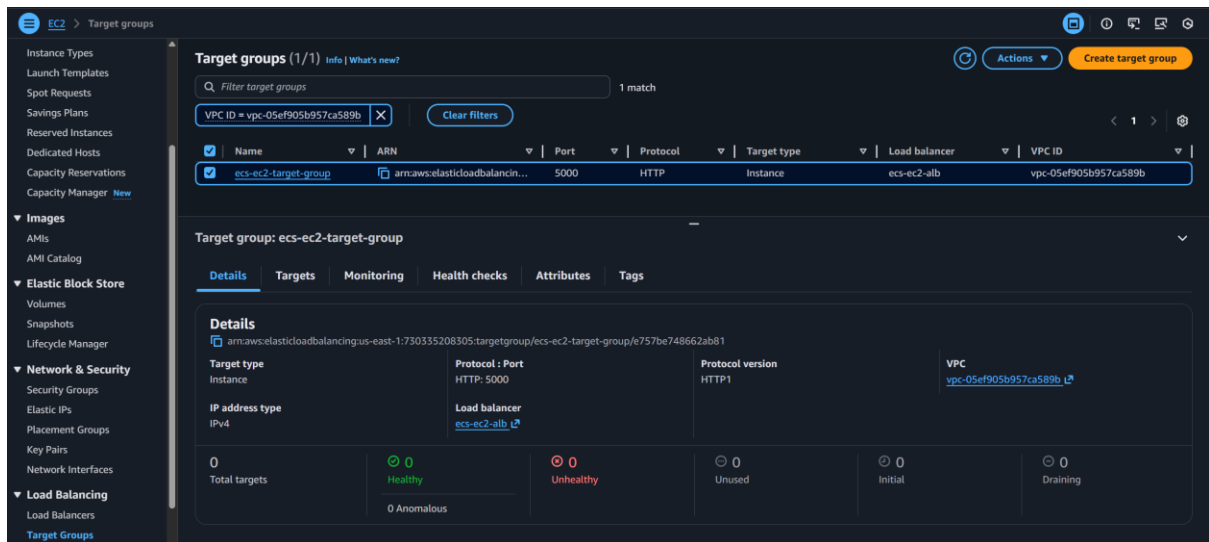 EC2 > Target groups
Instance Types
Launch Templates
Spot Requests
Savings Plans
Reserved Instances
Dedicated Hosts
Capacity Reservations
Capacity Manager New
Images
AMIs
AMI Catalog
Elastic Block Store
Volumes
Snapshots
Lifecycle Manager
Network & Security
Security Groups
Elastic IPs
Placement Groups
Key Pairs
Network Interfaces
Load Balancing
Load Balancers
Target Groups
Target groups (1/1) Info | What's new?
Actions
Create target group
Filter target groups
1 match
VPC ID = vpc-05ef905b957ca589b
Clear filters
1
Name ARN Port Protocol Target type Load balancer VPC ID
ecs-ec2-target-group arn:aws:elasticloadbalancin... 5000 HTTP Instance ecs-ec2-alb vpc-05ef905b957ca589b
Target group: ecs-ec2-target-group
Details Targets Monitoring Health checks Attributes Tags
Details
arn:aws:elasticloadbalancing:us-east-1:730335208305:targetgroup/ecs-ec2-target-group/e757be748662ab81
Target type Protocol : Port Protocol version VPC
Instance HTTP: 5000 HTTP1 vpc-05ef905b957ca589b
IP address type Load balancer
IPv4 ecs-ec2-alb
0 0 0 0 0 0
Total targets Healthy Unhealthy Unused Initial Draining
0 Anomalous